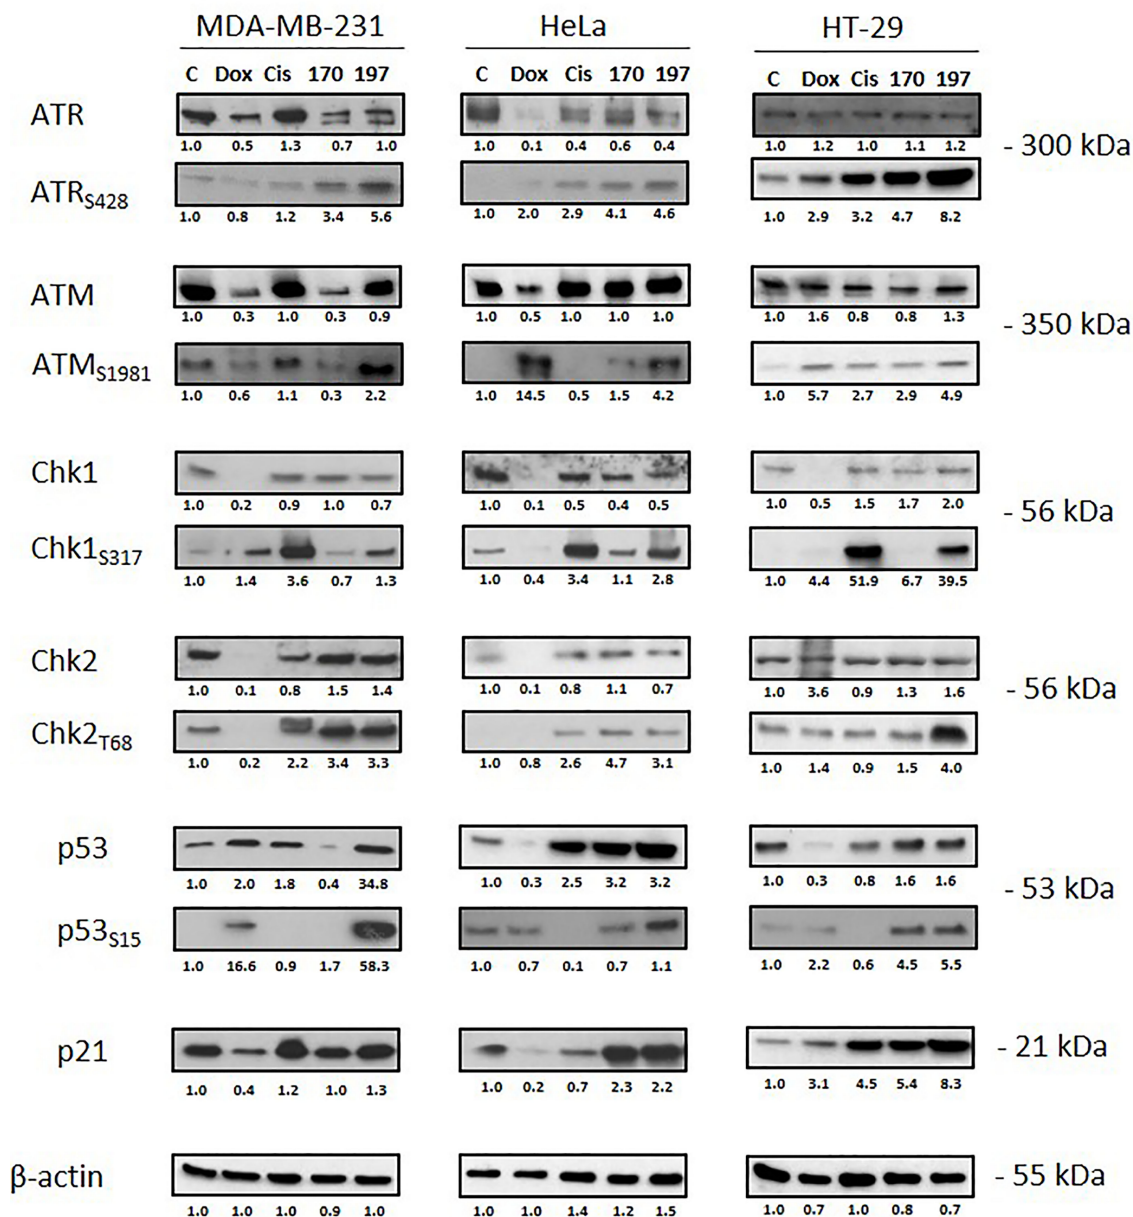 MDA-MB-231 HeLa HT-29
C Dox Cis 170 197 C Dox Cis 170 197 C Dox Cis 170 197
ATR
1.0 0.5 1.3 0.7 1.0 1.0 0.1 0.4 0.6 0.4 1.0 1.2 1.0 1.1 1.2
- 300 kDa
ATRS428
1.0 0.8 1.2 3.4 5.6 1.0 2.0 2.9 4.1 4.6 1.0 2.9 3.2 4.7 8.2
ATM
1.0 0.3 1.0 0.3 0.9 1.0 0.5 1.0 1.0 1.0 1.0 1.6 0.8 0.8 1.3
- 350 kDa
ATMS1981
1.0 0.6 1.1 0.3 2.2 1.0 14.5 0.5 1.5 4.2 1.0 5.7 2.7 2.9 4.9
Chk1
1.0 0.2 0.9 1.0 0.7 1.0 0.1 0.5 0.4 0.5 1.0 0.5 1.5 1.7 2.0
- 56 kDa
Chk1S317
1.0 1.4 3.6 0.7 1.3 1.0 0.4 3.4 1.1 2.8 1.0 4.4 51.9 6.7 39.5
Chk2
1.0 0.1 0.8 1.5 1.4 1.0 0.1 0.8 1.1 0.7 1.0 3.6 0.9 1.3 1.6
- 56 kDa
Chk2T68
1.0 0.2 2.2 3.4 3.3 1.0 0.8 2.6 4.7 3.1 1.0 1.4 0.9 1.5 4.0
p53
1.0 2.0 1.8 0.4 34.8 1.0 0.3 2.5 3.2 3.2 1.0 0.3 0.8 1.6 1.6
- 53 kDa
p53S15
1.0 16.6 0.9 1.7 58.3 1.0 0.7 0.1 0.7 1.1 1.0 2.2 0.6 4.5 5.5
p21 - 21 kDa
1.0 0.4 1.2 1.0 1.3 1.0 0.2 0.7 2.3 2.2 1.0 3.1 4.5 5.4 8.3
β-actin - 55 kDa
1.0 1.0 1.0 0.9 1.0 1.0 1.0 1.4 1.2 1.5 1.0 0.7 1.0 0.8 0.7